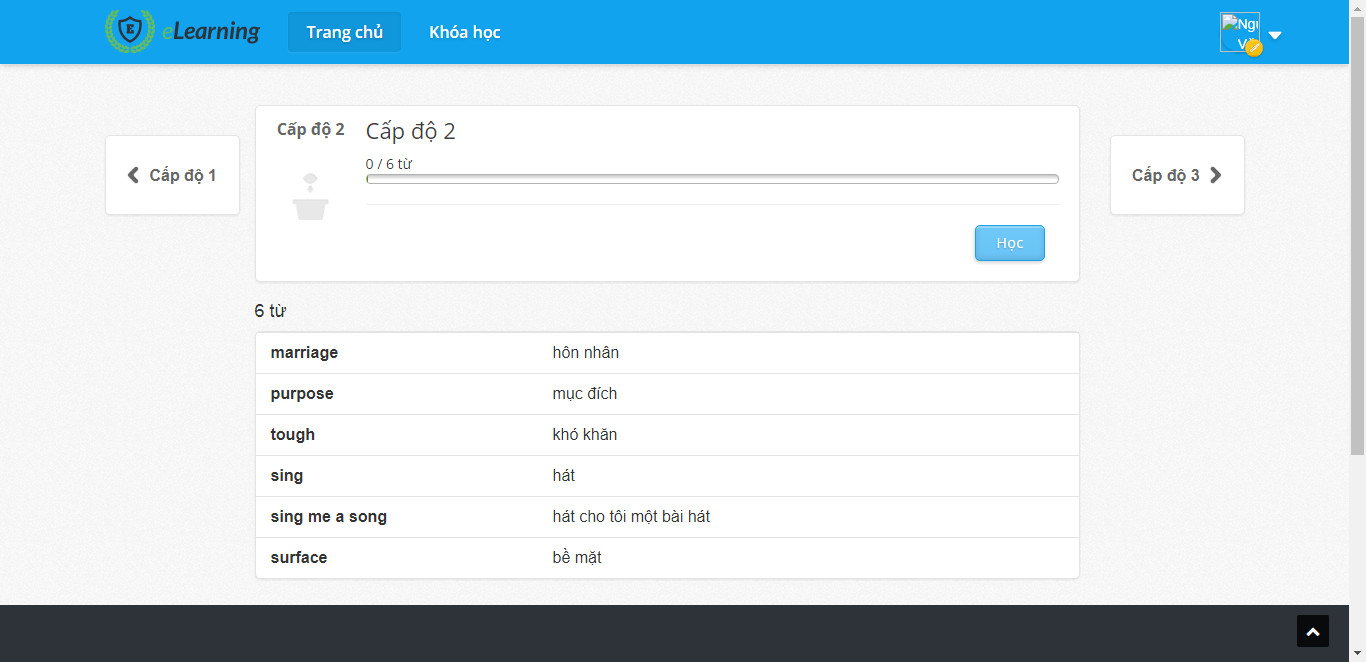 E eLearning Trang chủ Khóa học
Cấp độ 1
Cấp độ 2
Cấp độ 2
0 / 6 từ
Học
Cấp độ 3
6 từ
marriage hôn nhân
purpose mục đích
tough khó khăn
sing hát
sing me a song hát cho tôi một bài hát
surface bề mặt